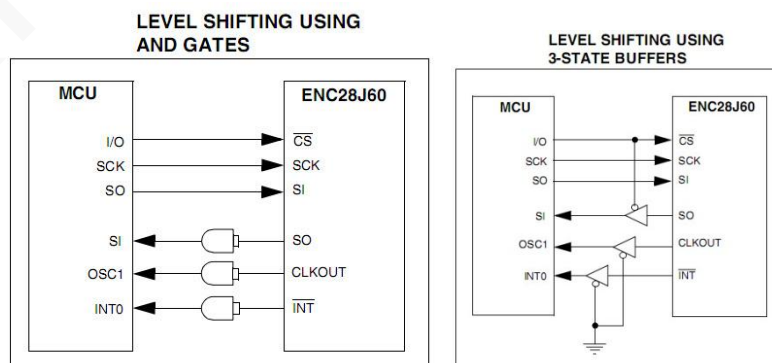 LEVEL SHIFTING USING
AND GATES
MCU
ENC28J60
I/O
CS
SCK
SCK
SO
SI
SI
SO
OSC1
CLKOUT
INT0
INT
LEVEL SHIFTING USING
3-STATE BUFFERS
MCU
ENC28J60
I/O
CS
SCK
SCK
SO
SI
SI
SO
OSC1
CLKOUT
INT0
INT